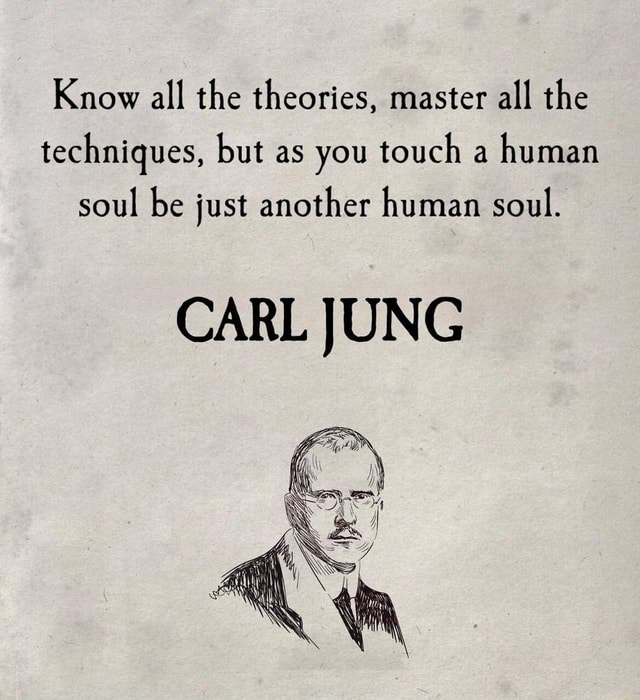 Know all the theories, master all the
techniques, but as you touch a human
soul be just another human soul.
CARL JUNG